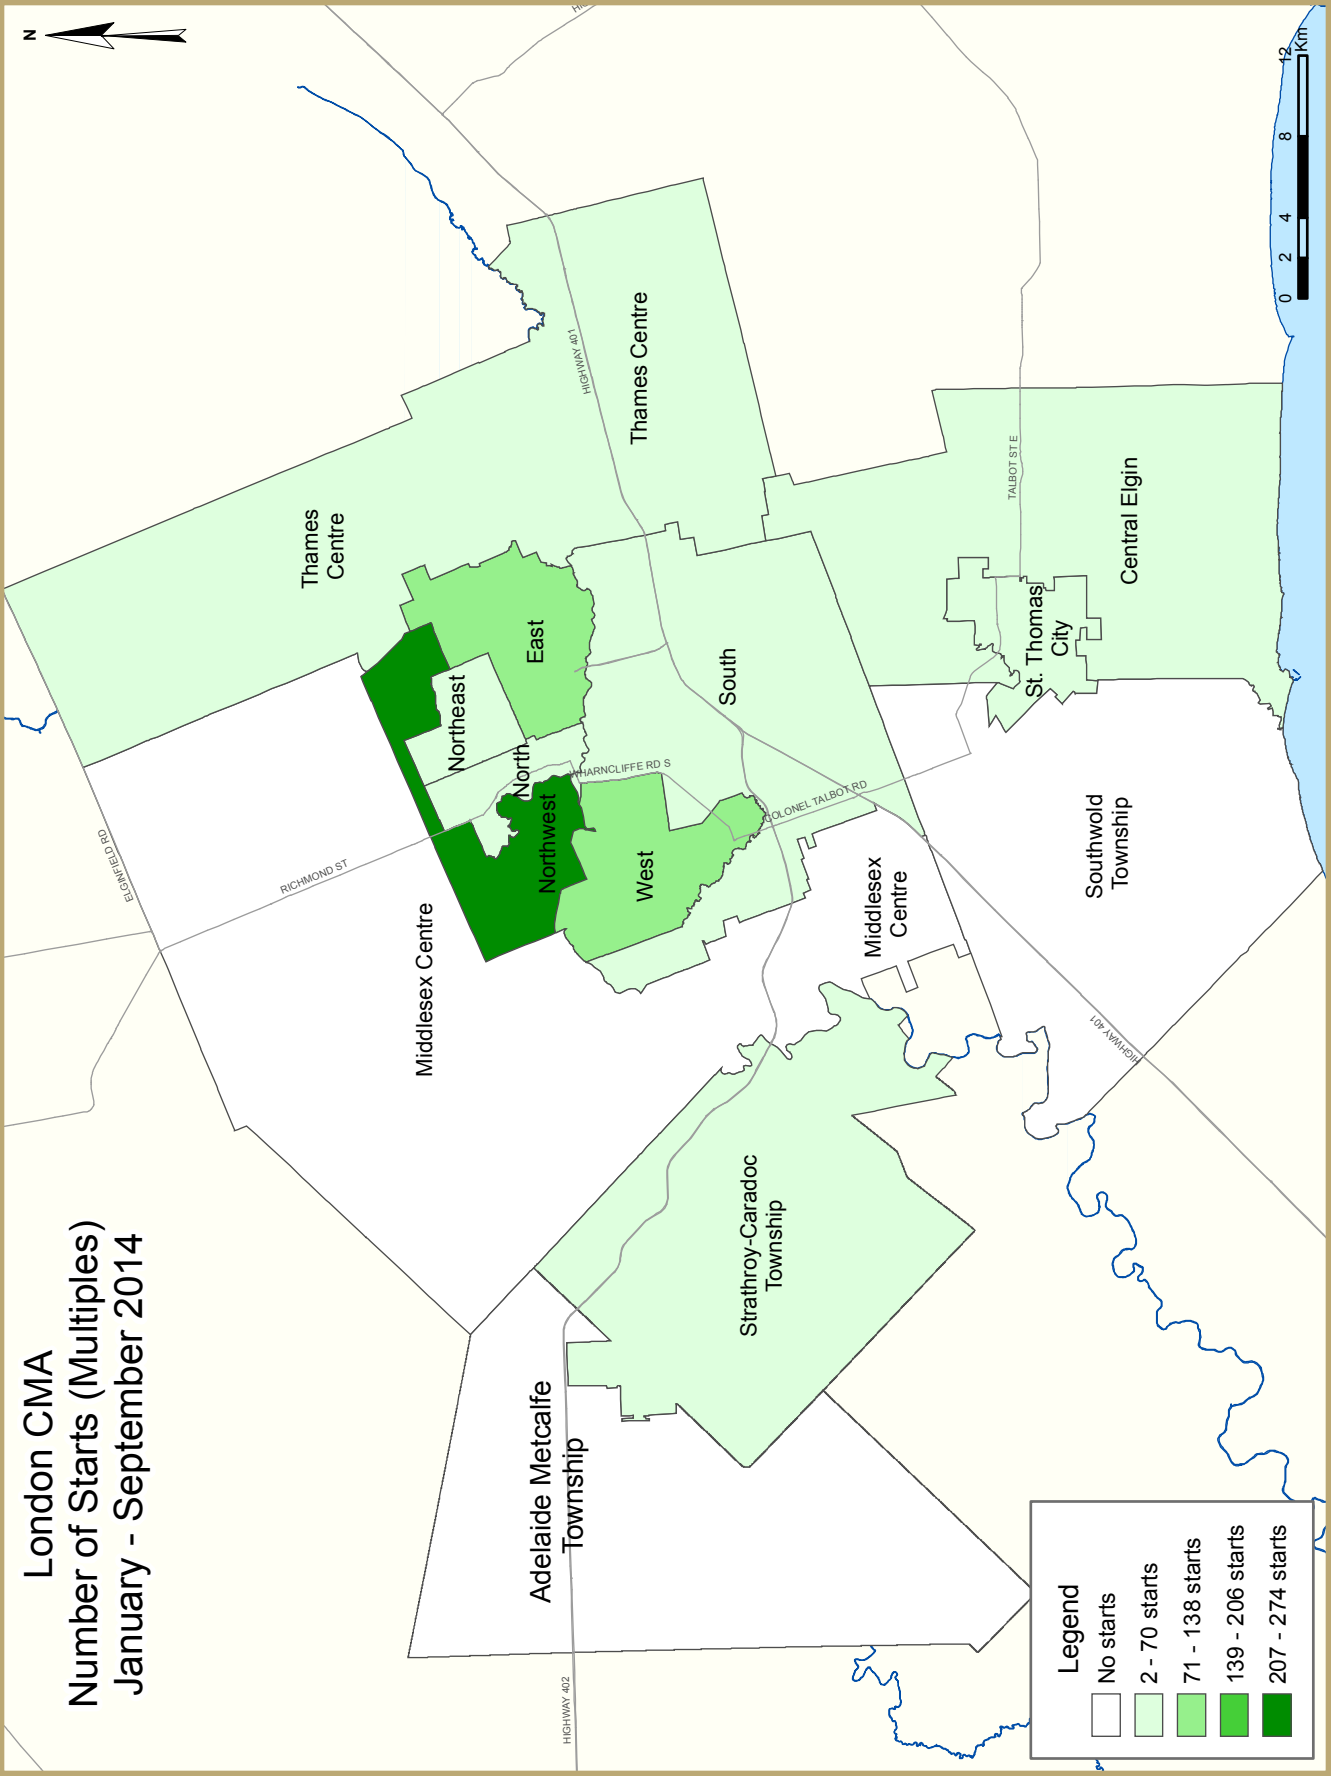 London CMA
Number of Starts (Multiples)
January - September 2014
N
ELGINFIELD RD
RICHMOND ST
Middlesex Centre
Thames
Centre
Northeast
North
Northwest
East
West
WHARNCLIFFE RD S
HIGHWAY 401
Thames Centre
South
COLONEL TALBOT RD
Middlesex
Centre
Adelaide Metcalfe
Township
HIGHWAY 402
Strathroy-Caradoc
Township
Southwold
Township
HIGHWAY 401
St. Thomas
City
TALBOT ST E
Central Elgin
Legend
No starts
2 - 70 starts
71 - 138 starts
139 - 206 starts
207 - 274 starts
0 2 4 8 12
Km